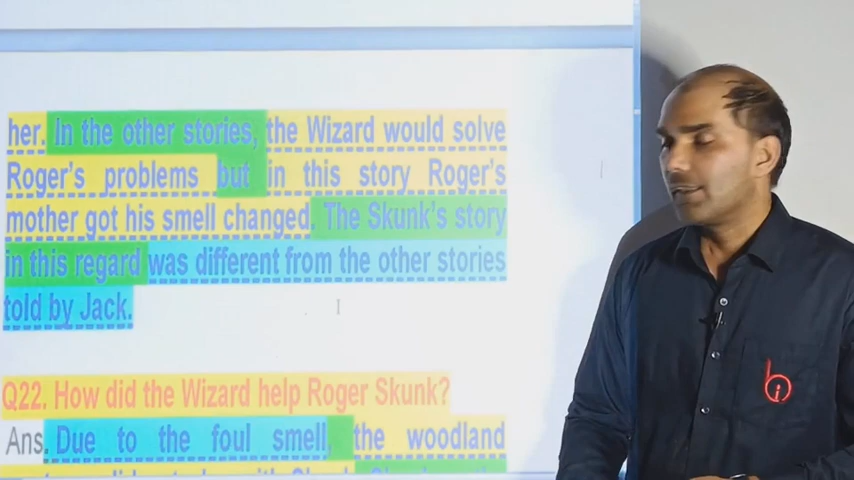 her. In the other stories, the Wizard would solve
Roger's problems but in this story Roger's
mother got his smell changed. The Skunk's story
in this regard was different from the other stories
told by Jack.
Q22. How did the Wizard help Roger Skunk?
Ans. Due to the foul smell, the woodland